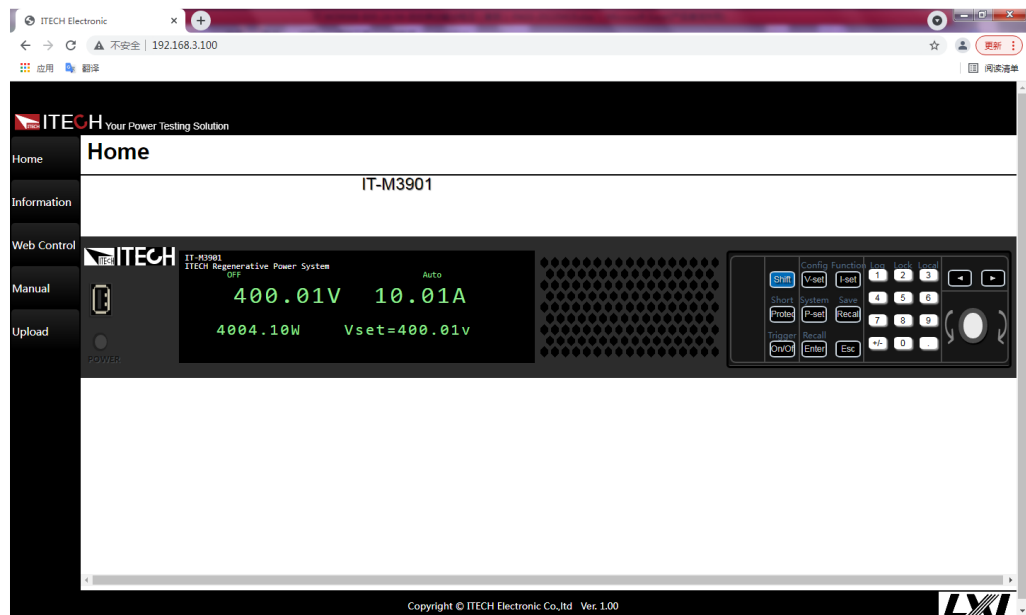 ITECH Electronic
不安全 | 192.168.3.100
更新
应用 翻译
阅读清单
ITECH Your Power Testing Solution
Home
Home
IT-M3901
Information
Web Control
Manual
Upload
ITECH
IT-M3901
ITECH Regenerative Power System
OFF Auto
400.01V 10.01A
4004.10W Vset=400.01v
POWER
Config Function Log Lock Local
Shift V-set I-set 1 2 3
Short System Save
Protec P-set Recal 4 5 6
7 8 9
Trigger Recall
On/Of Enter Esc +/- 0 .
Copyright © ITECH Electronic Co.,ltd Ver. 1.00
LXI